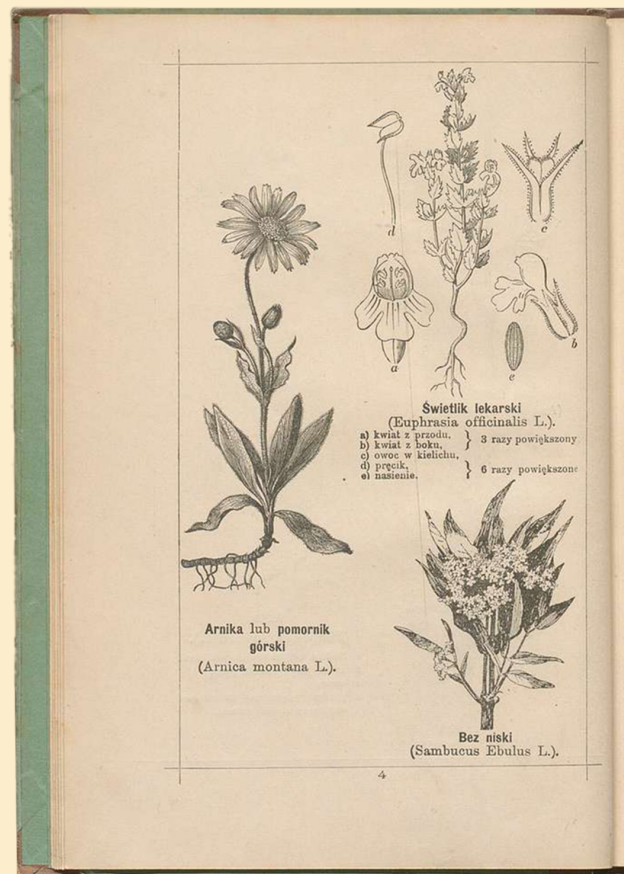 d
c
a
b
e
Świetlik lekarski
(Euphrasia officinalis L.).
a) kwiat z przodu,
b) kwiat z boku,
} 3 razy powiększony
c) owoc w kielichu,
d) pręcik,
e) nasienie.
} 6 razy powiększone
Arnika lub pomornik
górski
(Arnica montana L.).
Bez niski
(Sambucus Ebulus L.).
4